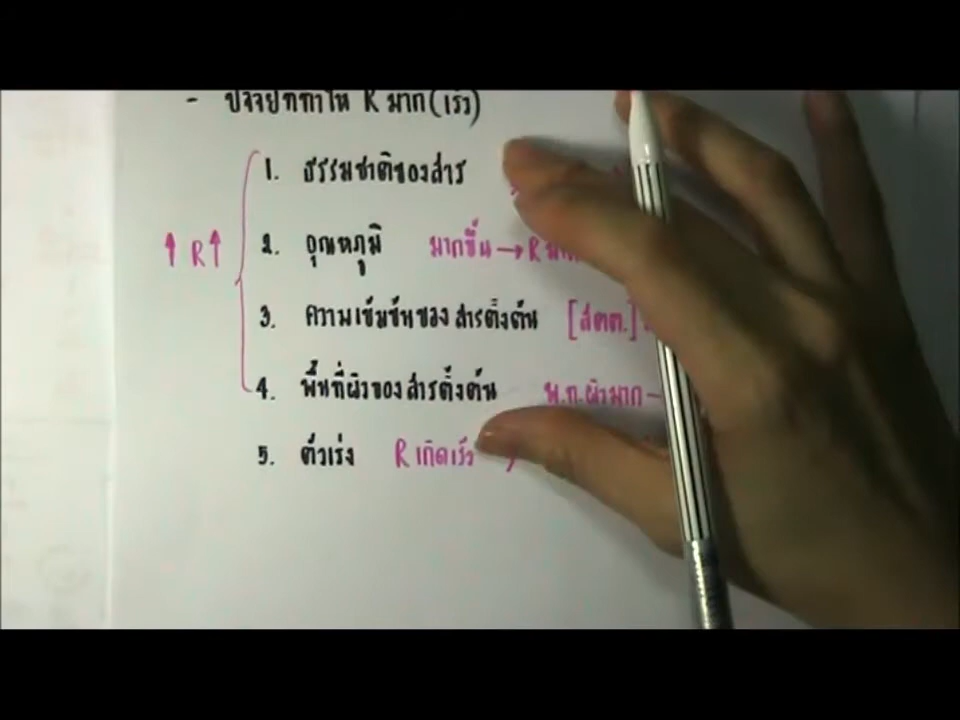 - ปัจจัยที่ทำให้ R มาก (เร็ว)
1. ธรรมชาติของสาร
↑ R↑ 2. อุณหภูมิ มากขึ้น → R
3. ความเข้มข้นของสารตั้งต้น [สตต.]
4. พื้นที่ผิวของสารตั้งต้น พ.ท.ผิวมาก
5. ตัวเร่ง R เกิดเร็ว